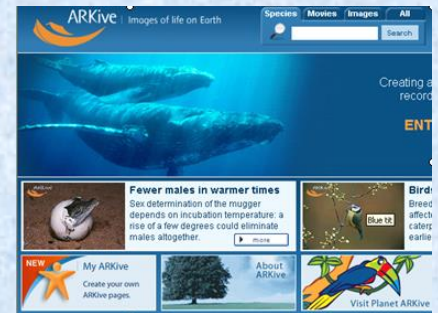 ARKive Images of life on Earth
Species Movies Images All
Search
Creating a
record
ENT
Fewer males in warmer times
Sex determination of the mugger
depends on incubation temperature: a
rise of a few degrees could eliminate
males altogether.
more
Birds
Breed
affect
caterp
earlie
Blue tit
NEW
My ARKive
Create your own
ARKive pages.
About
ARKive
Visit Planet ARKive